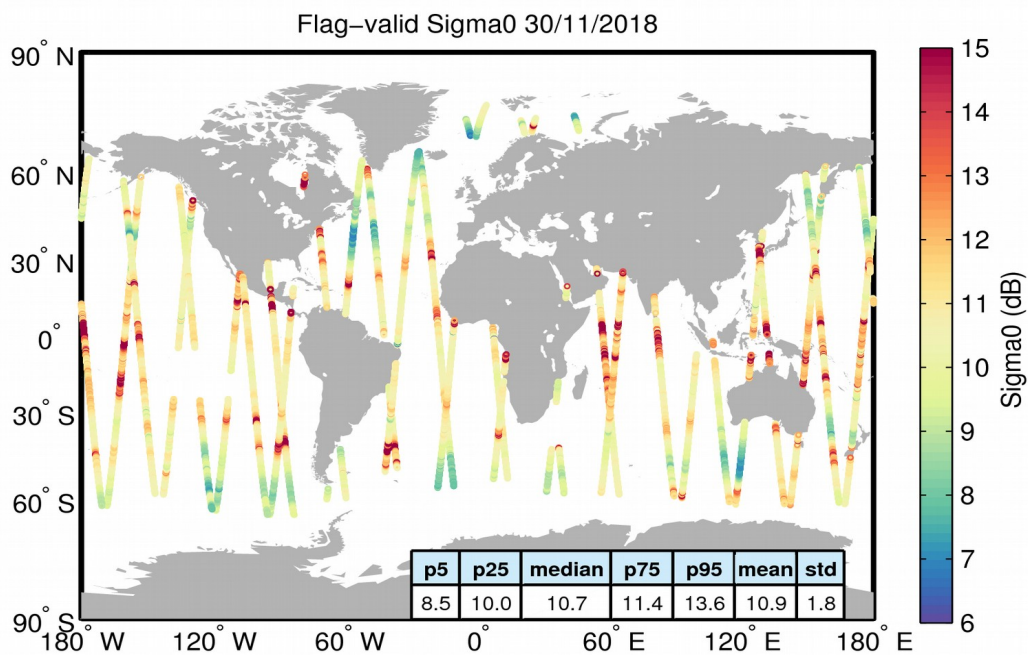 Flag-valid Sigma0 30/11/2018
90° N
60° N
30° N
0°
30° S
60° S
90° S
180° W
120° W
60° W
0°
60° E
120° E
180° E
p5 p25 median p75 p95 mean std
8.5 10.0 10.7 11.4 13.6 10.9 1.8
15
14
13
12
11
10
9
8
7
6
Sigma0 (dB)